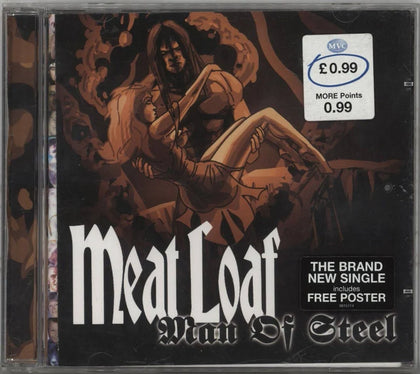 MVC
£0.99
MORE Points
0.99
Meat Loaf
Man Of Steel
THE BRAND
NEW SINGLE
includes
FREE POSTER